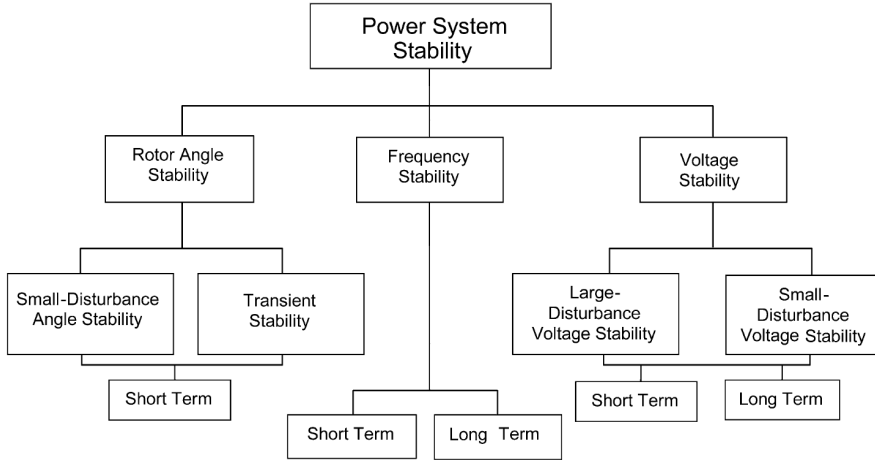 Power System
Stability
Rotor Angle
Stability
Frequency
Stability
Voltage
Stability
Small-Disturbance
Angle Stability
Transient
Stability
Large-
Disturbance
Voltage Stability
Small-
Disturbance
Voltage Stability
Short Term
Short Term
Long Term
Short Term
Long Term